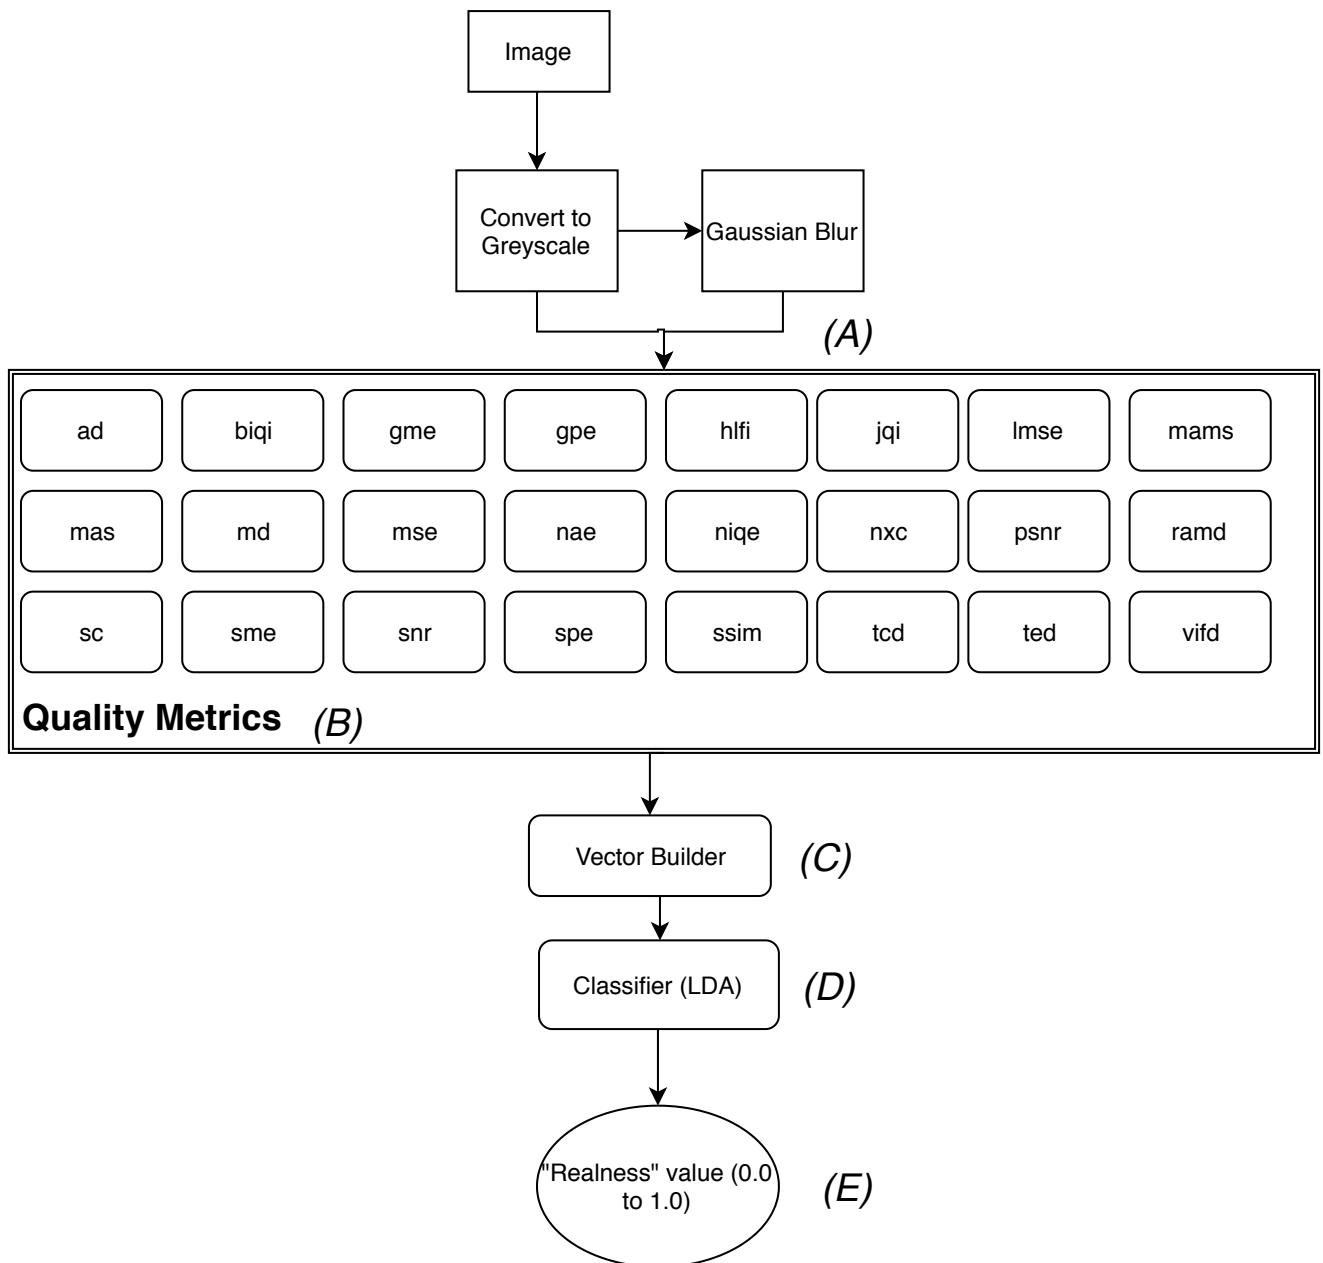 Image
Convert to
Greyscale
Gaussian Blur
(A)
ad biqi gme gpe hlfi jqi lmse mams
mas md mse nae niqe nxc psnr ramd
sc sme snr spe ssim tcd ted vifd
Quality Metrics (B)
Vector Builder (C)
Classifier (LDA) (D)
"Realness" value (0.0
to 1.0)
(E)